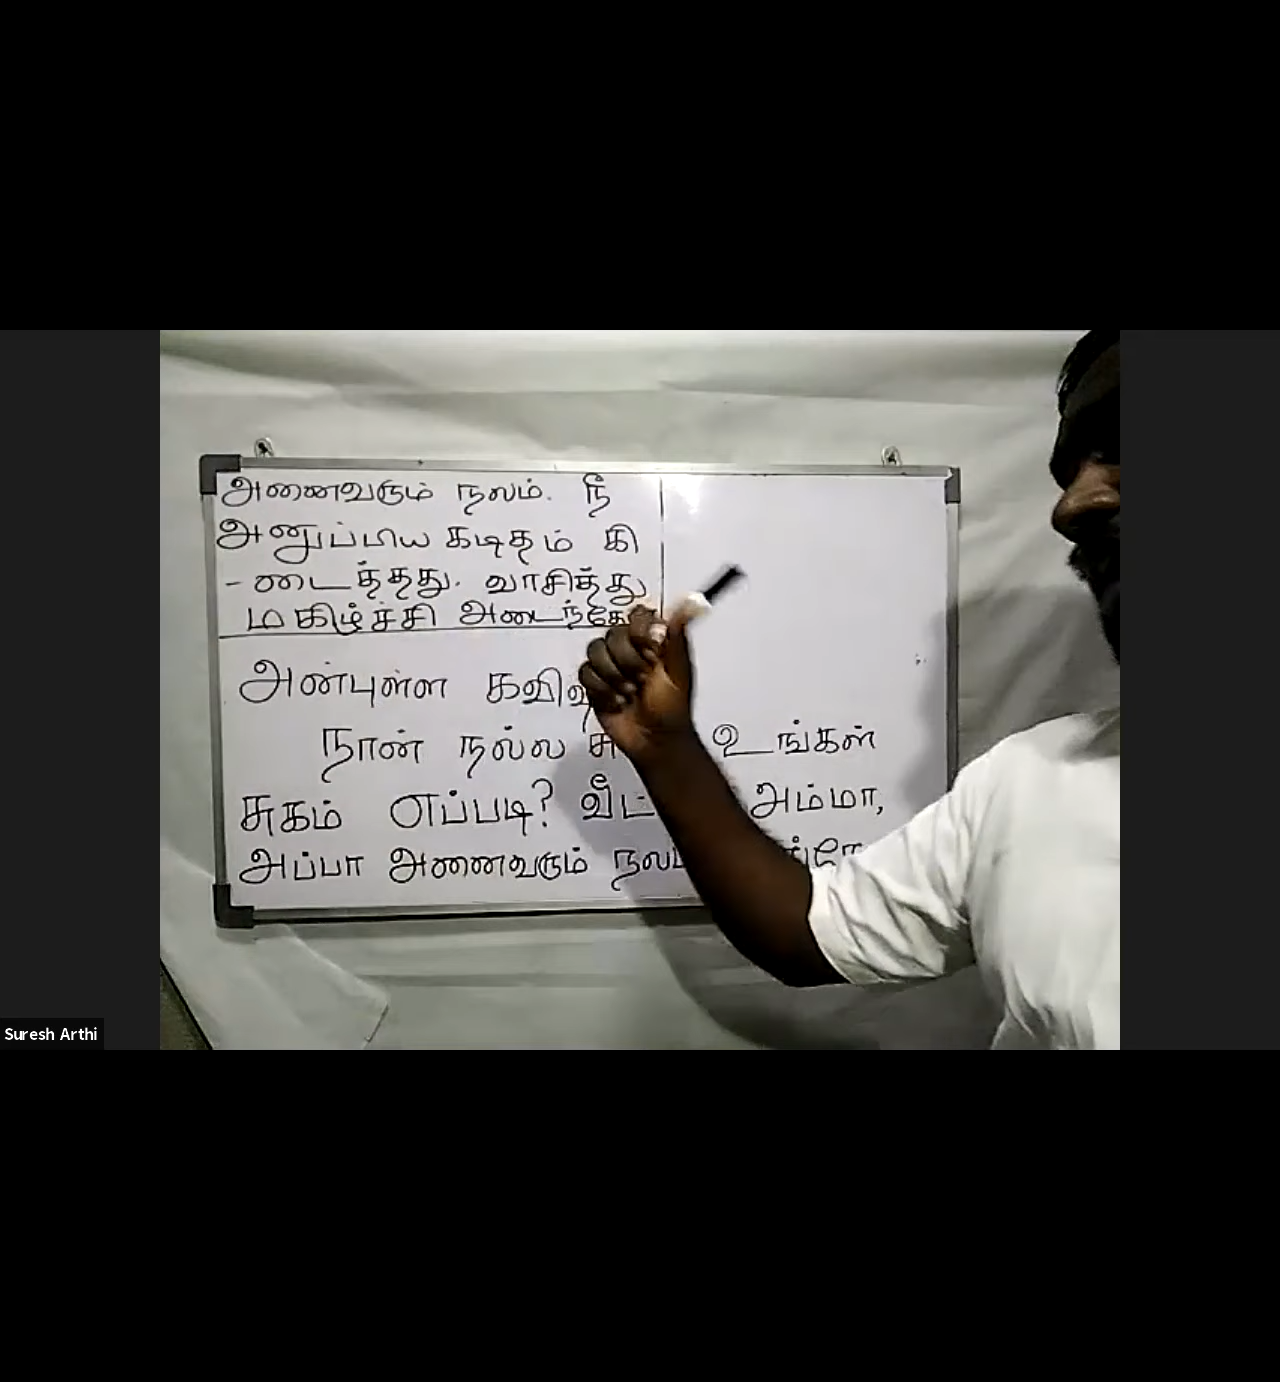 அனைவரும் நலம். நீ
அனுப்பிய கடிதம் கி
-டைத்தது. வாசித்து
மகிழ்ச்சி
அன்புள்ள
நான் நல்ல உங்கள்
சுகம் எப்படி? அம்மா,
அப்பா அனைவரும்
Suresh Arthi